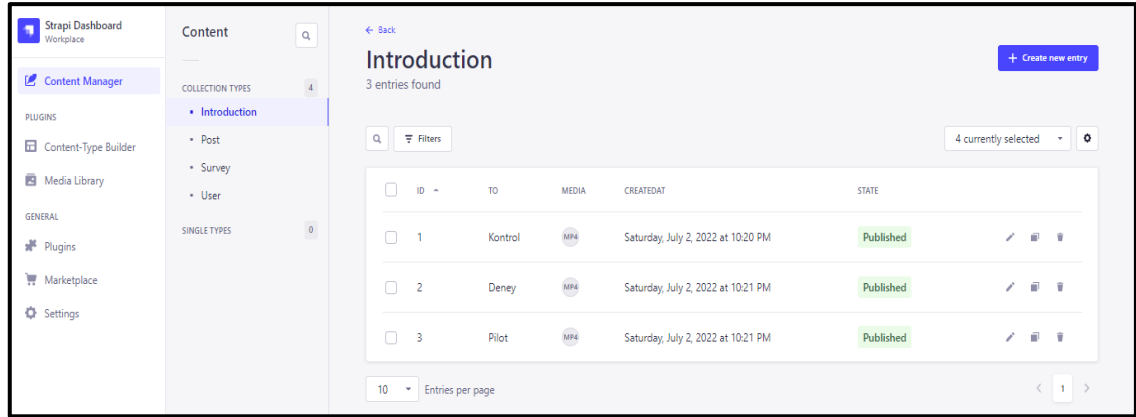 Strapi Dashboard
Workplace
Content Manager
PLUGINS
Content-Type Builder
Media Library
GENERAL
Plugins
Marketplace
Settings
Content
COLLECTION TYPES 4
Introduction
Post
Survey
User
SINGLE TYPES 0
Back
Introduction
3 entries found
Create new entry
Filters
4 currently selected
ID TO MEDIA CREATEDAT STATE
1 Kontrol MP4 Saturday, July 2, 2022 at 10:20 PM Published
2 Deney MP4 Saturday, July 2, 2022 at 10:21 PM Published
3 Pilot MP4 Saturday, July 2, 2022 at 10:21 PM Published
10 Entries per page
1